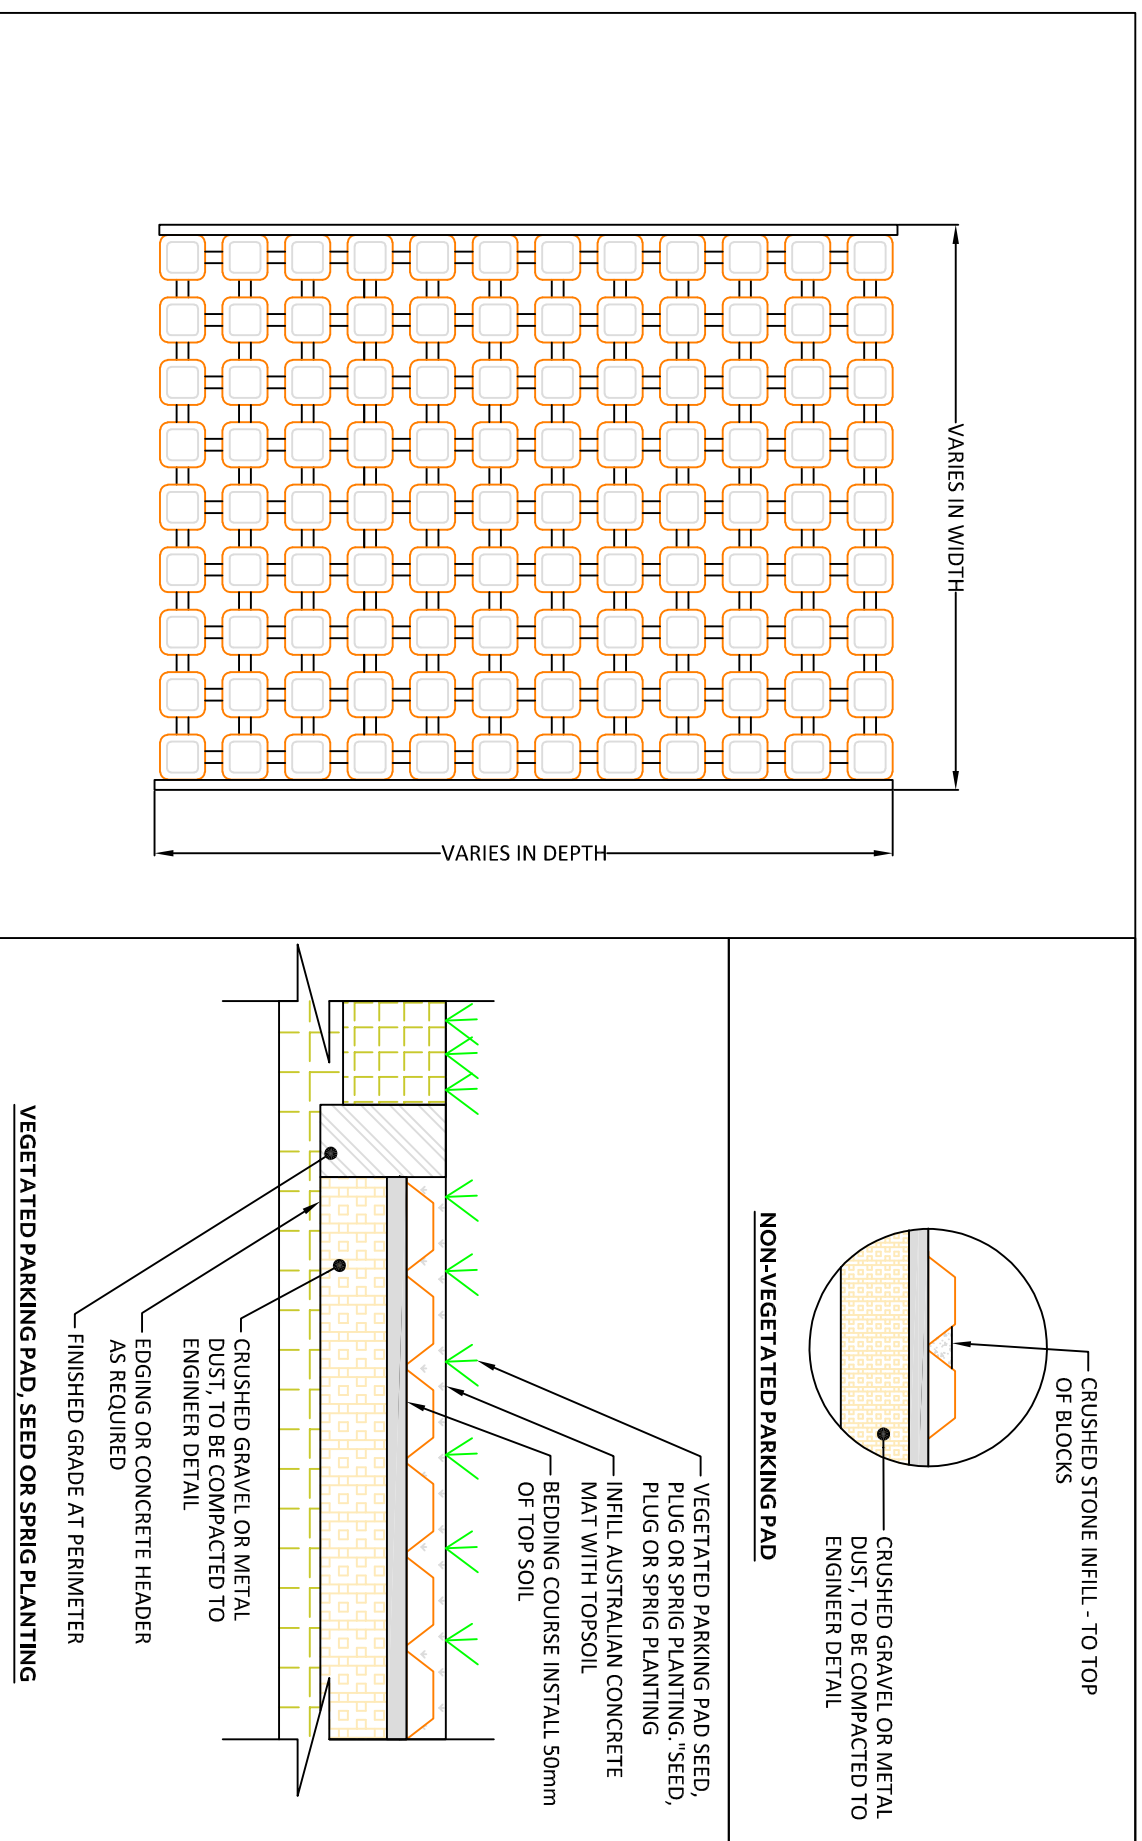 VARIES IN WIDTH
VARIES IN DEPTH
CRUSHED STONE INFILL - TO TOP
OF BLOCKS
CRUSHED GRAVEL OR METAL
DUST, TO BE COMPACTED TO
ENGINEER DETAIL
NON-VEGETATED PARKING PAD
VEGETATED PARKING PAD SEED,
PLUG OR SPRIG PLANTING."SEED,
PLUG OR SPRIG PLANTING
INFILL AUSTRALIAN CONCRETE
MAT WITH TOPSOIL
BEDDING COURSE INSTALL 50mm
OF TOP SOIL
CRUSHED GRAVEL OR METAL
DUST, TO BE COMPACTED TO
ENGINEER DETAIL
EDGING OR CONCRETE HEADER
AS REQUIRED
FINISHED GRADE AT PERIMETER
VEGETATED PARKING PAD, SEED OR SPRIG PLANTING